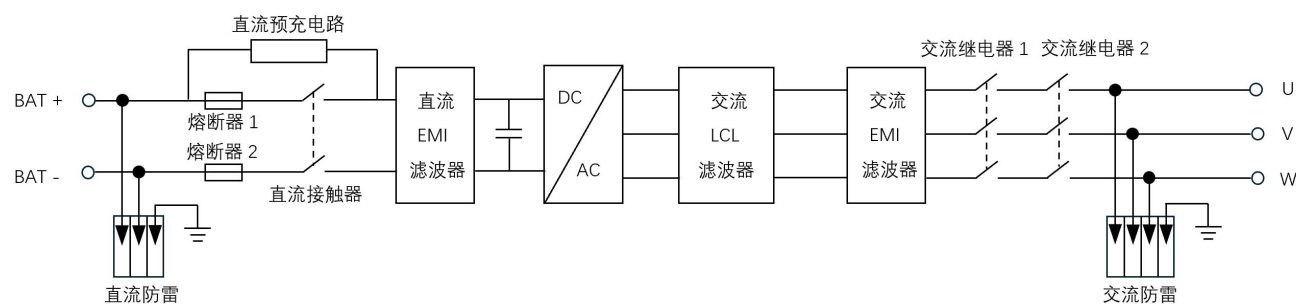 直流预充电路
交流继电器 1
交流继电器 2
BAT +
熔断器 1
直流
EMI
滤波器
DC
AC
交流
LCL
滤波器
交流
EMI
滤波器
U
V
W
熔断器 2
BAT -
直流接触器
直流防雷
交流防雷